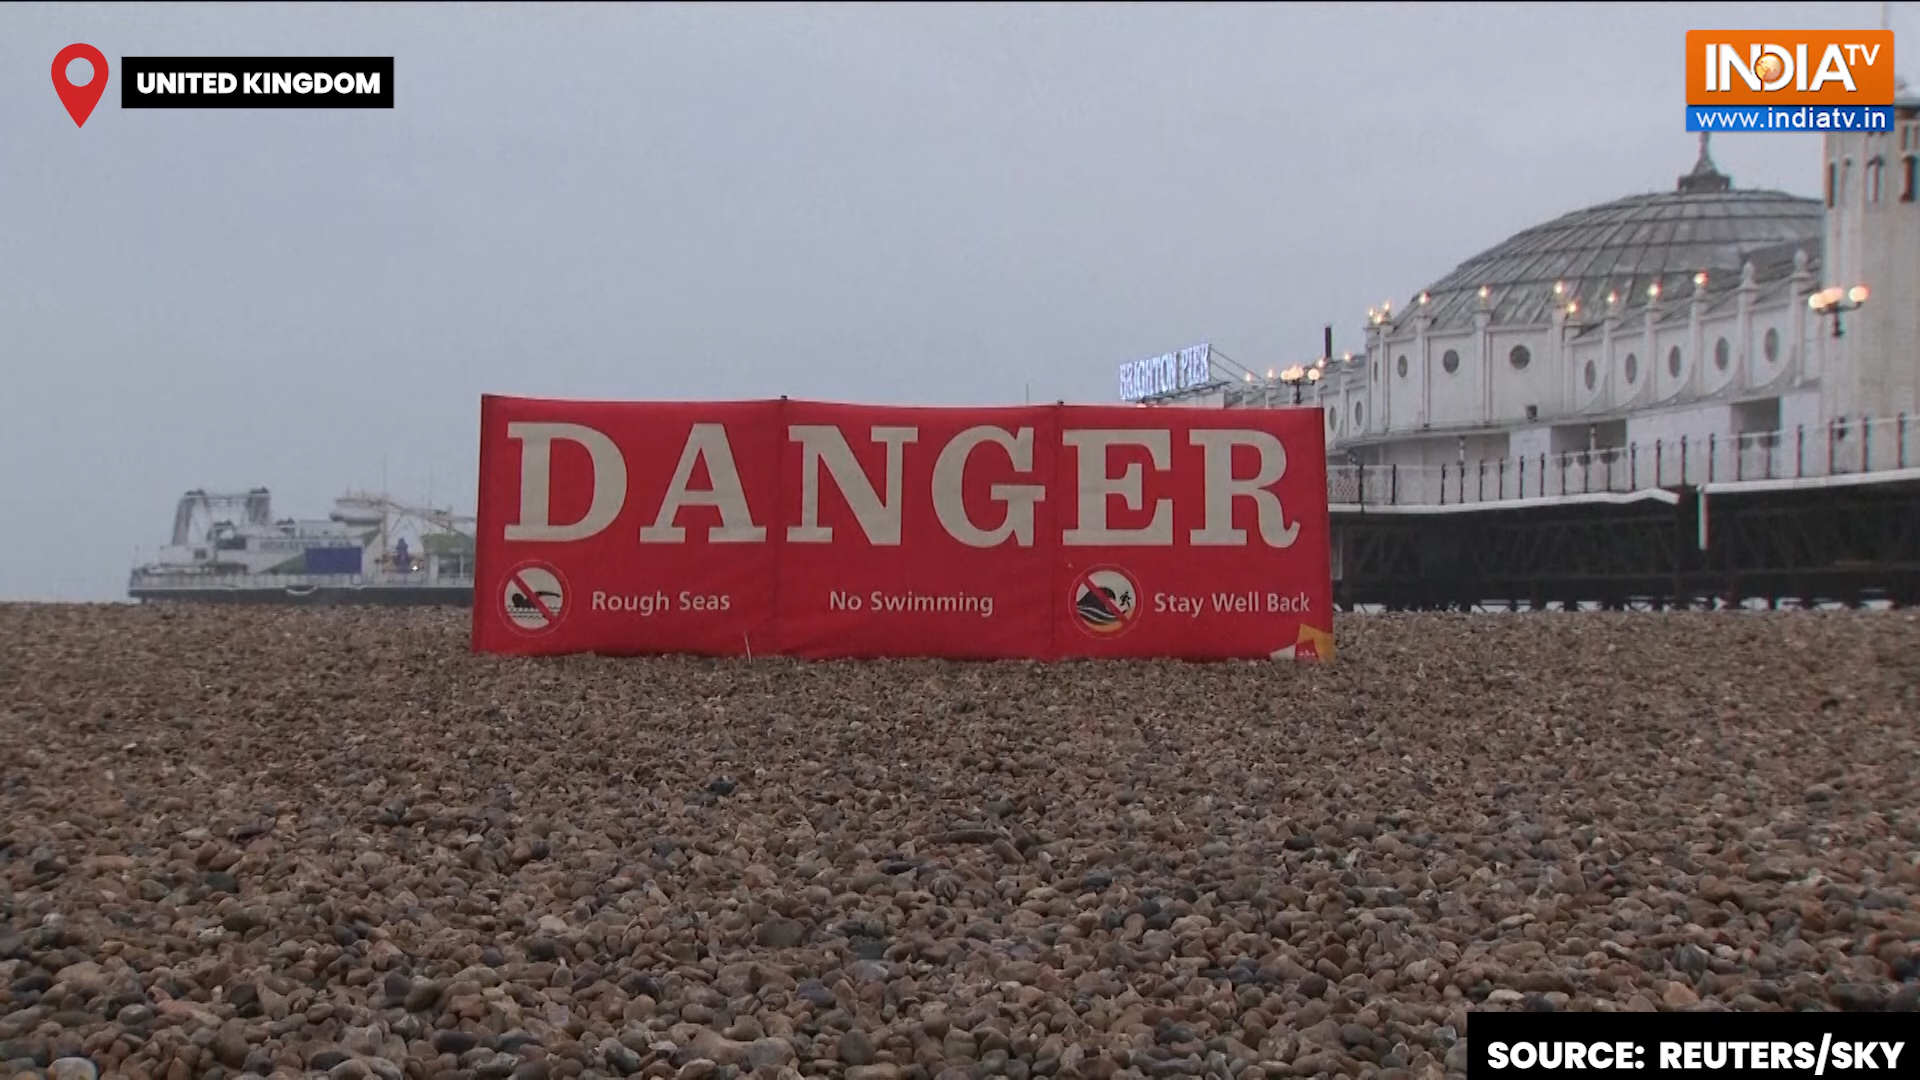 UNITED KINGDOM
INDIA TV
www.indiatv.in
BRIGHTON PIER
DANGER
Rough Seas
No Swimming
Stay Well Back
SOURCE: REUTERS/SKY